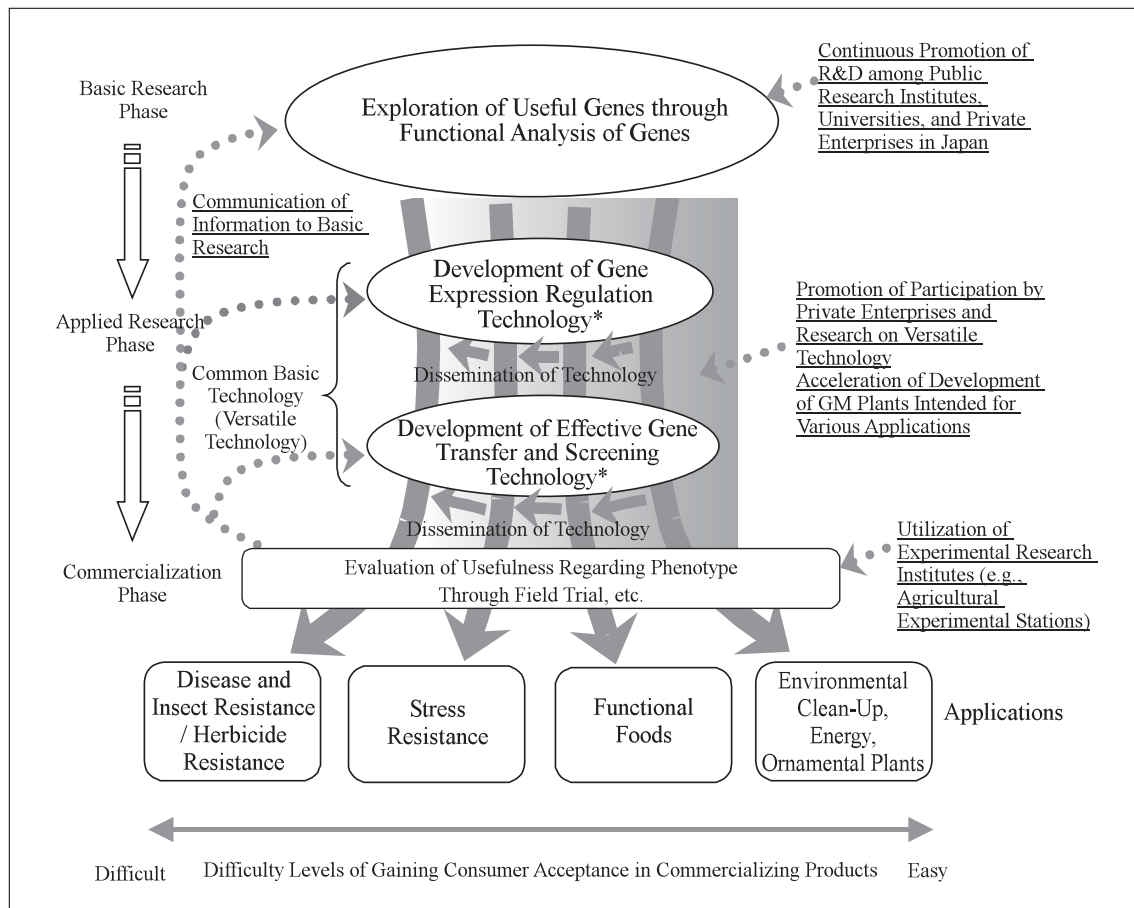 Basic Research
Phase
Exploration of Useful Genes through
Functional Analysis of Genes
Continuous Promotion of
R&D among Public
Research Institutes,
Universities, and Private
Enterprises in Japan
Communication of
Information to Basic
Research
Development of Gene
Expression Regulation
Technology*
Applied Research
Phase
Promotion of Participation by
Private Enterprises and
Research on Versatile
Technology
Acceleration of Development
of GM Plants Intended for
Various Applications
Dissemination of Technology
Common Basic
Technology
(Versatile
Technology)
Development of Effective Gene
Transfer and Screening
Technology*
Dissemination of Technology
Commercialization
Phase
Evaluation of Usefulness Regarding Phenotype
Through Field Trial, etc.
Utilization of
Experimental Research
Institutes (e.g.,
Agricultural
Experimental Stations)
Disease and
Insect Resistance
/ Herbicide
Resistance
Stress
Resistance
Functional
Foods
Environmental
Clean-Up,
Energy,
Ornamental Plants
Applications
Difficult
Difficulty Levels of Gaining Consumer Acceptance in Commercializing Products
Easy